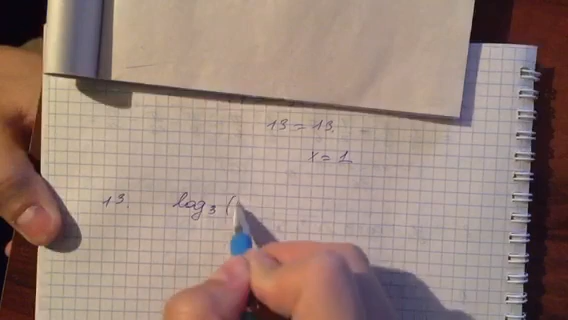 13 = 13.
x = 1
13. log₃ (